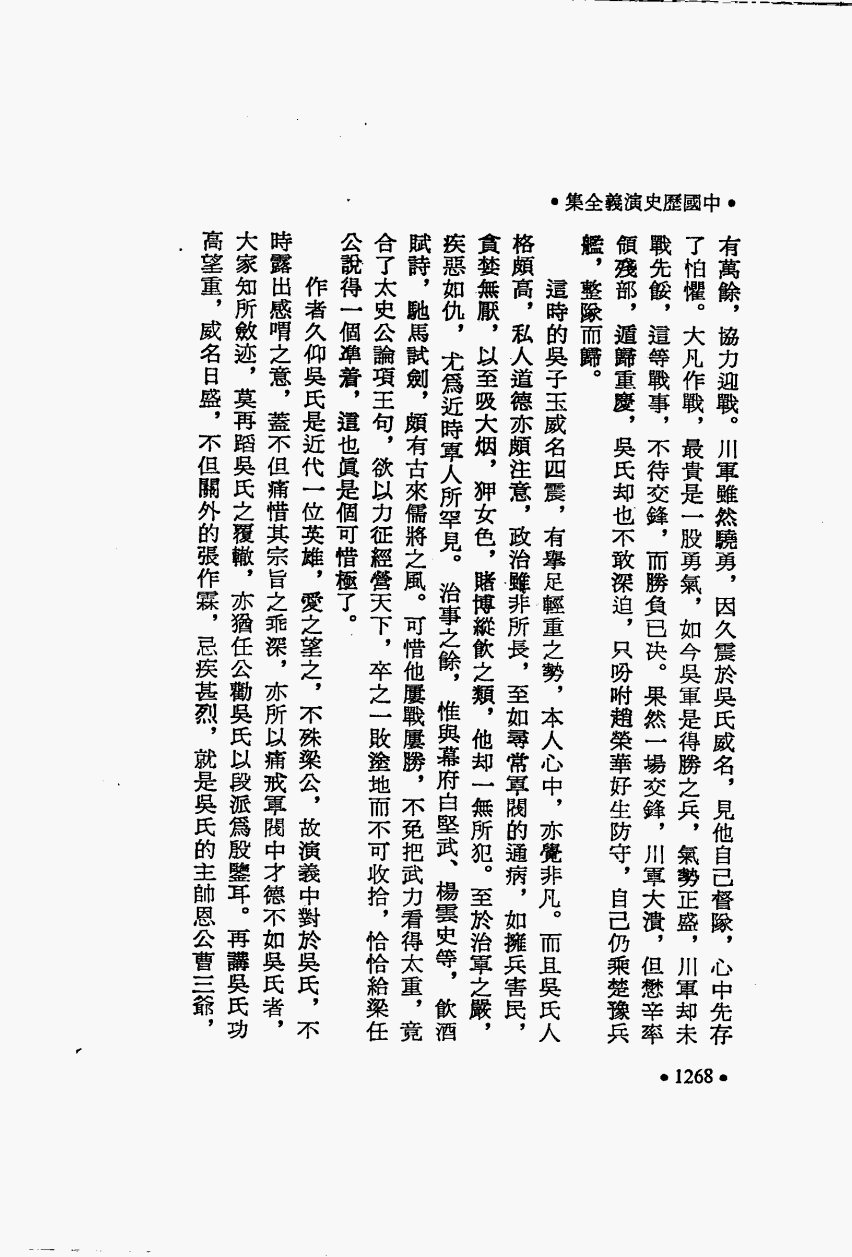 •中國歷史演義全集•
有萬餘，協力迎戰。川軍雖然驍勇，因久震於吳氏威名，見他自己督隊，心中先存
了怕懼。大凡作戰，最貴是一股勇氣，如今吳軍是得勝之兵，氣勢正盛，川軍却未
戰先餒，這等戰事，不待交鋒，而勝負已決。果然一場交鋒，川軍大潰，但懋辛率
領殘部，遁歸重慶，吳氏却也不敢深迫，只吩咐趙榮華好生防守，自己仍乘楚豫兵
艦，整隊而歸。
這時的吳子玉威名四震，有舉足輕重之勢，本人心中，亦覺非凡。而且吳氏人
格頗高，私人道德亦頗注意，政治雖非所長，至如尋常軍閥的通病，如擁兵害民，
貪婪無厭，以至吸大烟，狎女色，賭博縱飲之類，他却一無所犯。至於治軍之嚴，
疾惡如仇，尤爲近時軍人所罕見。治事之餘，惟與幕府白堅武、楊雲史等，飲酒
賦詩，馳馬試劍，頗有古來儒將之風。可惜他屢戰屢勝，不免把武力看得太重，竟
合了太史公論項王句，欲以力征經營天下，卒之一敗塗地而不可收拾，恰恰給梁任
公說得一個準着，這也眞是個可惜極了。
作者久仰吳氏是近代一位英雄，愛之望之，不殊梁公，故演義中對於吳氏，不
時露出感喟之意，蓋不但痛惜其宗旨之乖深，亦所以痛戒軍閥中才德不如吳氏者，
大家知所斂迹，莫再蹈吳氏之覆轍，亦猶任公勸吳氏以段派爲殷鑒耳。再講吳氏功
高望重，威名日盛，不但關外的張作霖，忌疾甚烈，就是吳氏的主帥恩公曹三爺，
•1268•